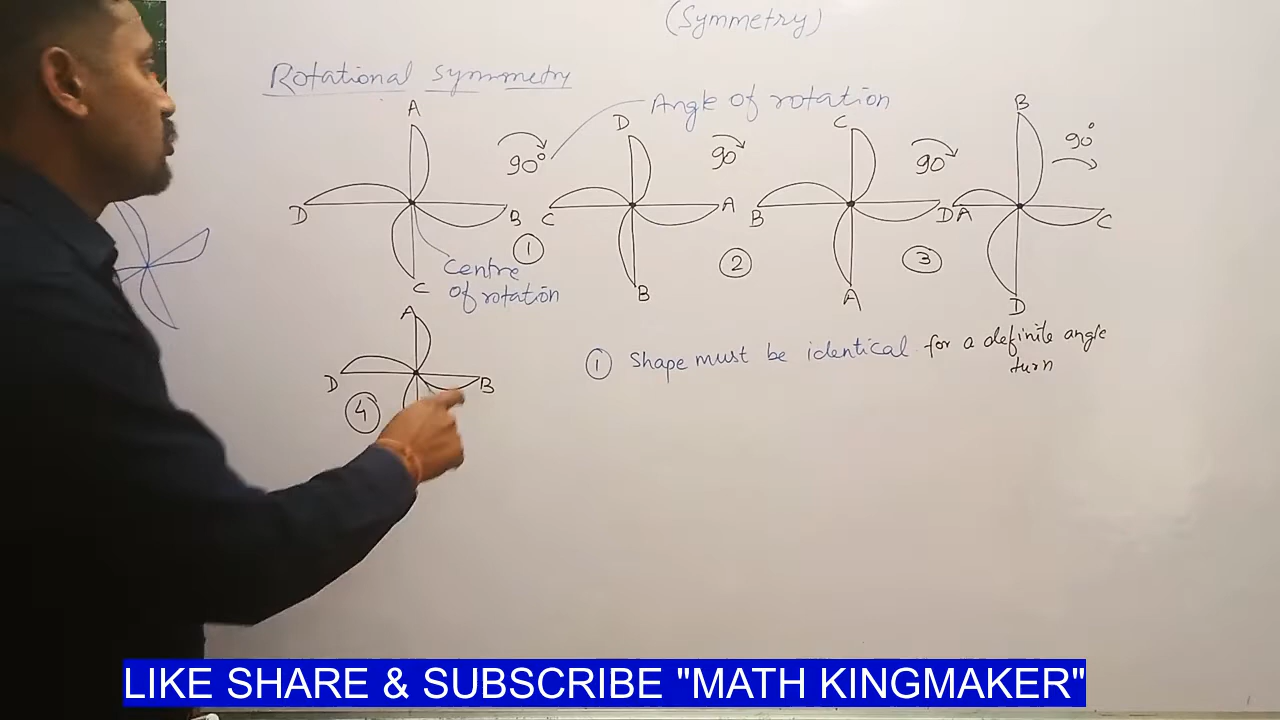 (Symmetry)
Rotational symmetry
Angle of rotation
A
D
B
C
90°
Centre
of rotation
①
D
C
A
B
90°
②
C
B
D
A
90°
③
B
A
C
D
90°
A
D
B
④
① Shape must be identical for a definite angle
turn
LIKE SHARE & SUBSCRIBE "MATH KINGMAKER"